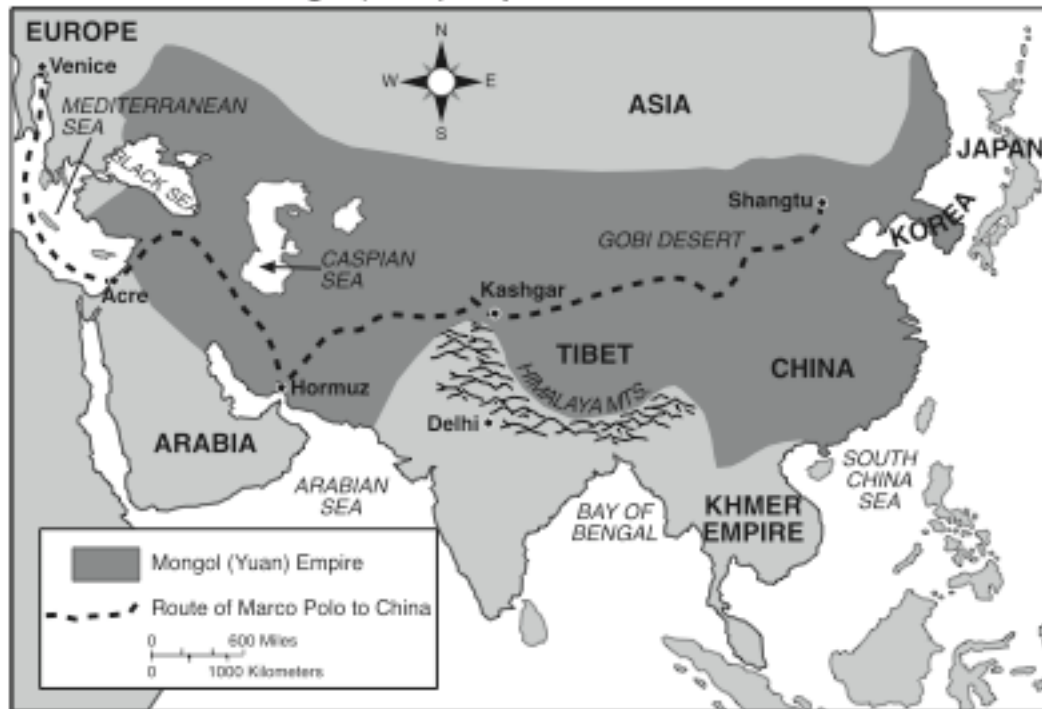 EUROPE
Venice
MEDITERRANEAN
SEA
BLACK SEA
N
W
E
S
ASIA
JAPAN
Shangtu
KOREA
GOBI DESERT
CASPIAN
SEA
Acre
Kashgar
TIBET
CHINA
Hormuz
HIMALAYA MTS.
Delhi
ARABIA
ARABIAN
SEA
BAY OF
BENGAL
KHMER
EMPIRE
SOUTH
CHINA
SEA
Mongol (Yuan) Empire
Route of Marco Polo to China
0 600 Miles
0 1000 Kilometers